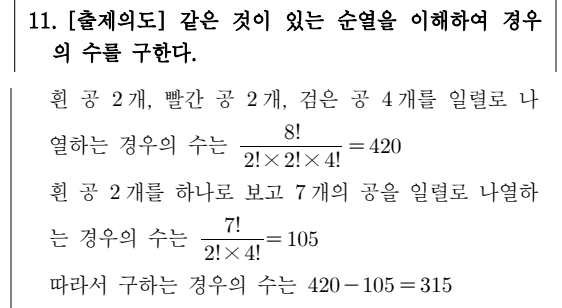 11. [출제의도] 같은 것이 있는 순열을 이해하여 경우
의 수를 구한다.
흰 공 2개, 빨간 공 2개, 검은 공 4개를 일렬로 나
열하는 경우의 수는 8!/(2!×2!×4!) = 420
흰 공 2개를 하나로 보고 7개의 공을 일렬로 나열하
는 경우의 수는 7!/(2!×4!) = 105
따라서 구하는 경우의 수는 420-105=315